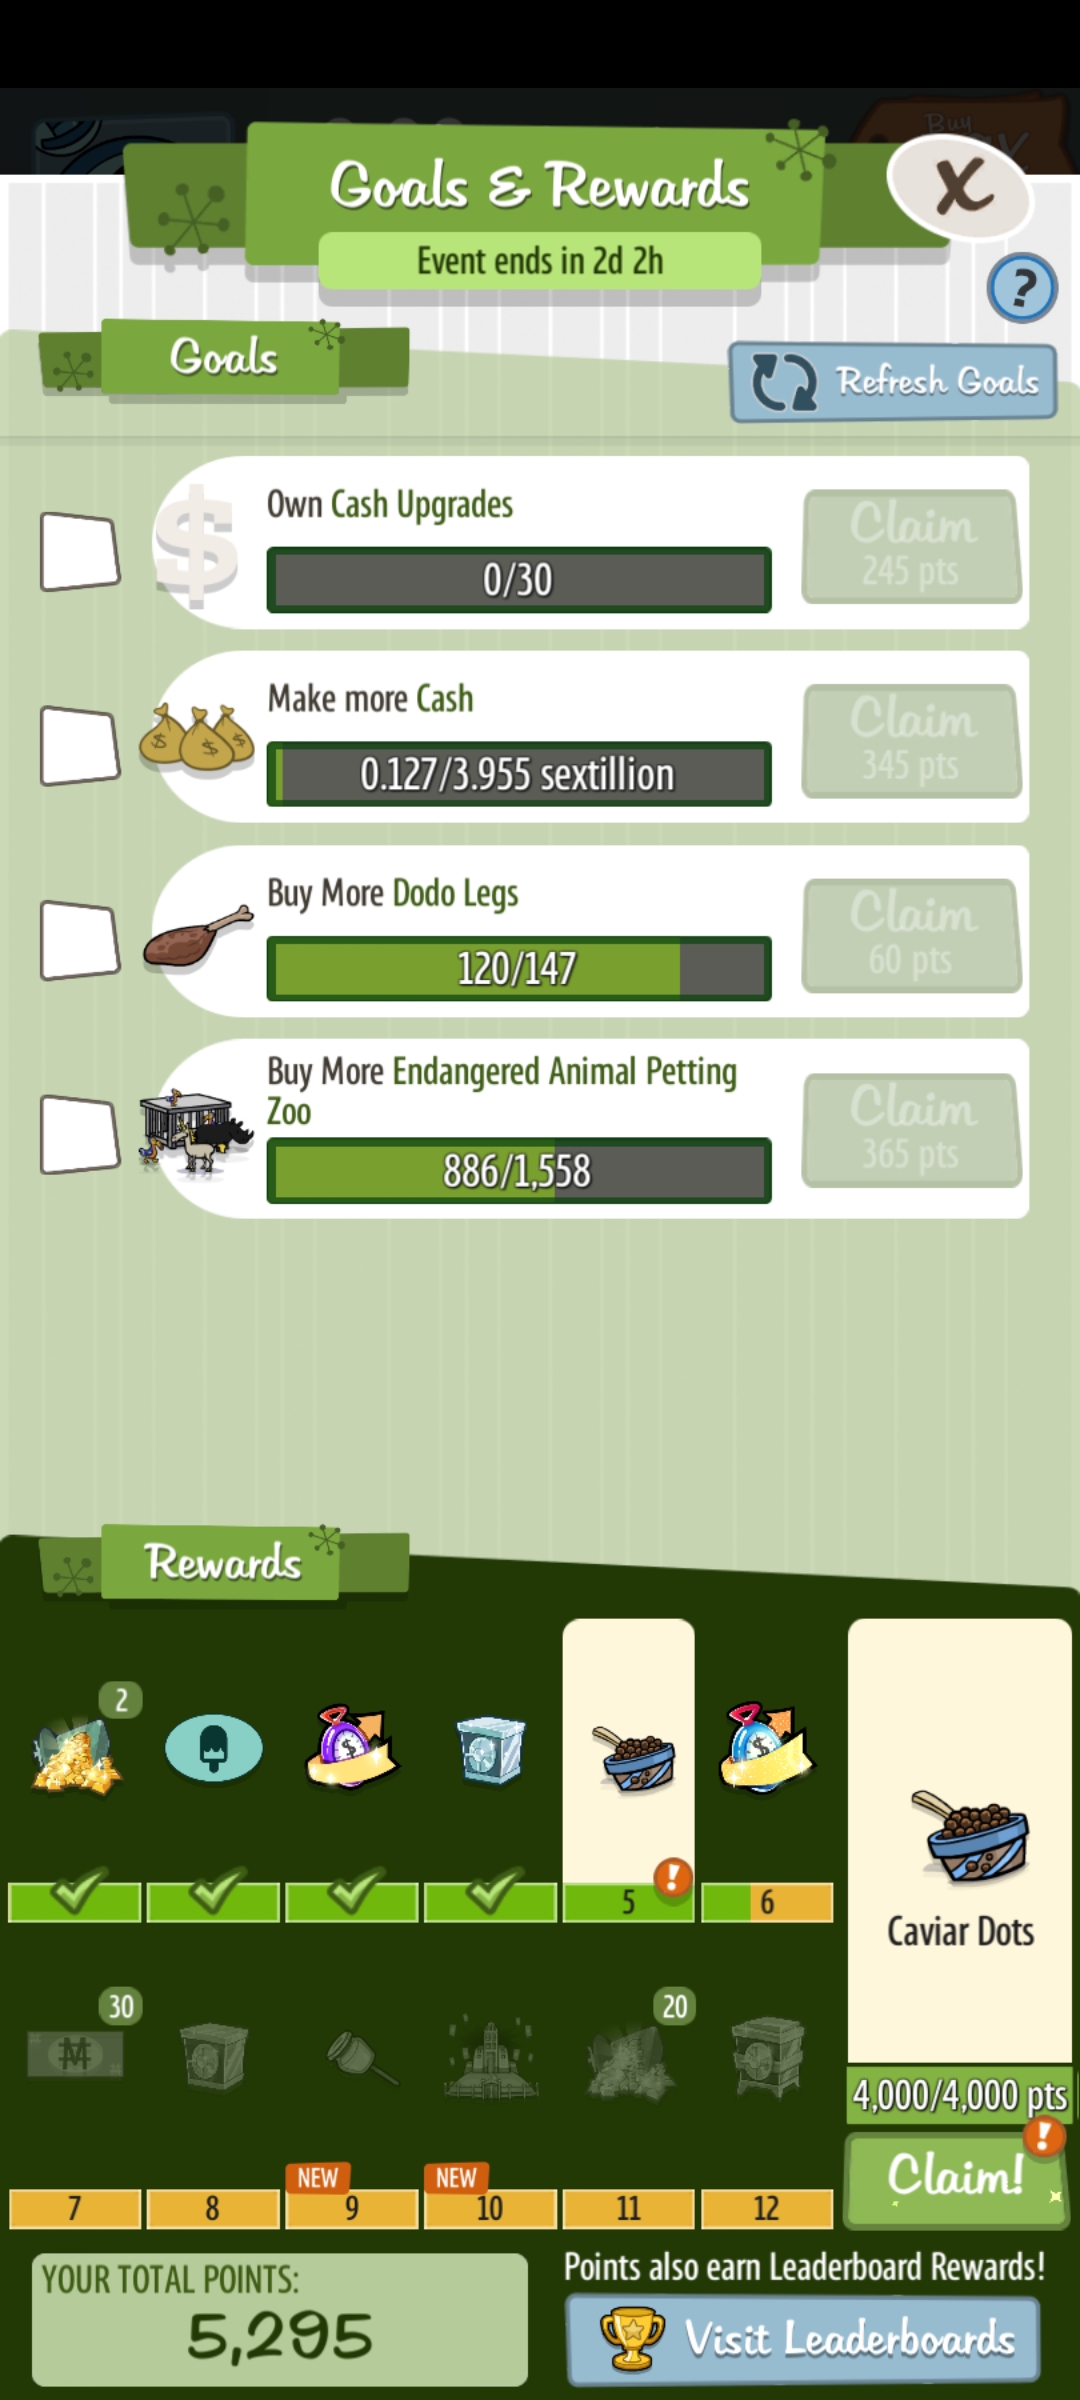 Buy
Goals & Rewards
X
Event ends in 2d 2h
?
Goals
Refresh Goals
Own Cash Upgrades
0/30
Claim
245 pts
Make more Cash
0.127/3.955 sextillion
Claim
345 pts
Buy More Dodo Legs
120/147
Claim
60 pts
Buy More Endangered Animal Petting
Zoo
886/1,558
Claim
365 pts
Rewards
2
5
!
6
Caviar Dots
30
20
4,000/4,000 pts
!
Claim!
NEW
NEW
7
8
9
10
11
12
YOUR TOTAL POINTS:
5,295
Points also earn Leaderboard Rewards!
Visit Leaderboards